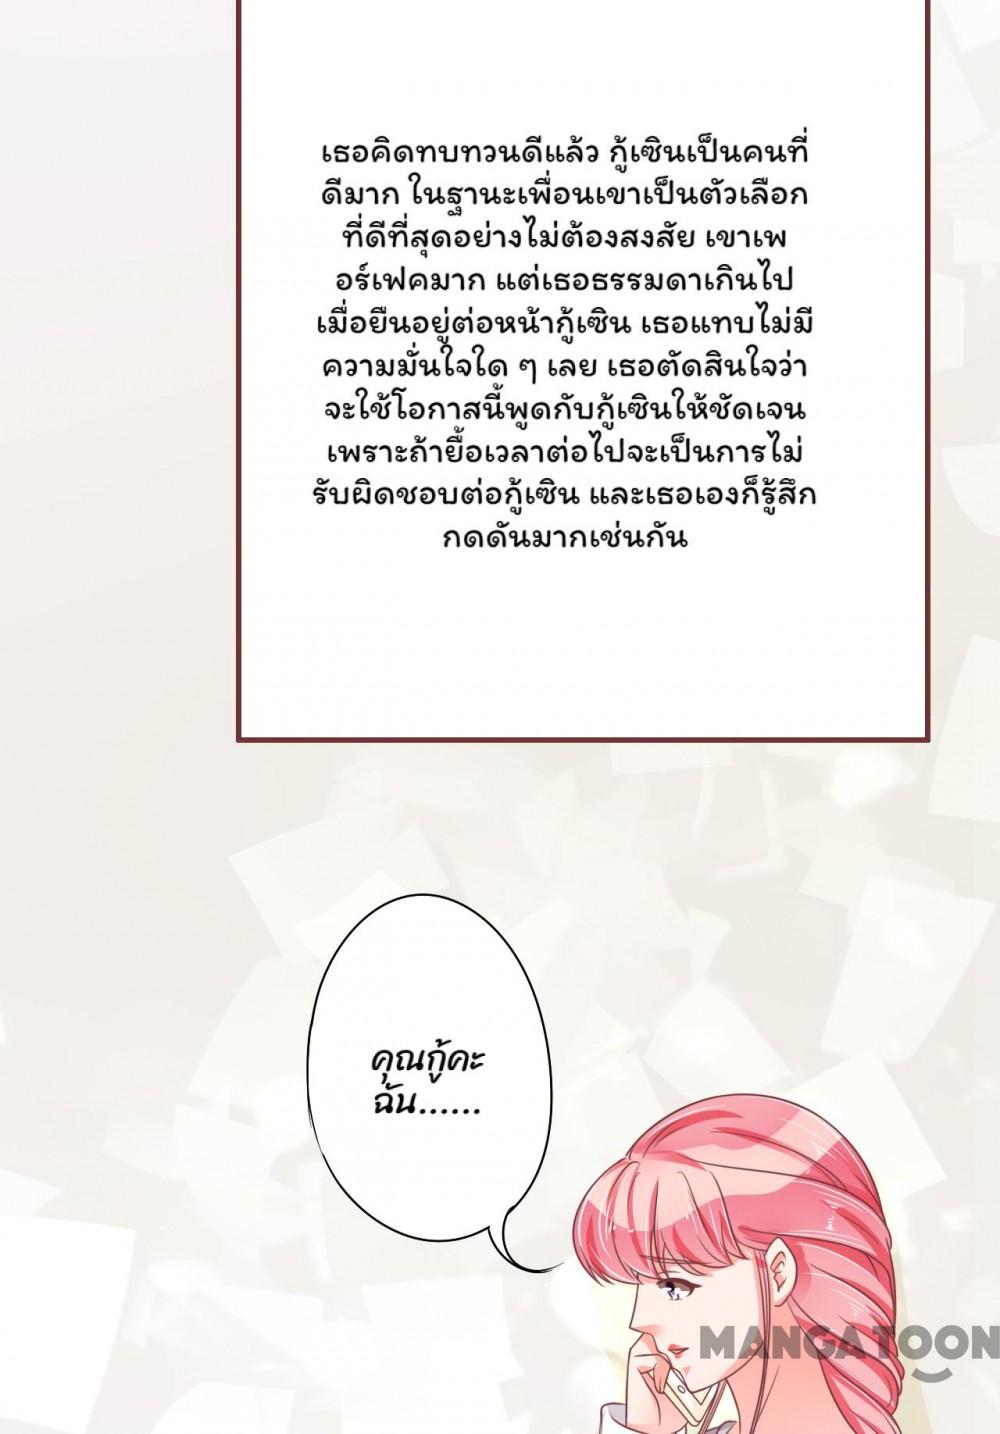 เธอคิดทบทวนดีแล้ว กู้เซินเป็นคนที่
ดีมาก ในฐานะเพื่อนเขาเป็นตัวเลือก
ที่ดีที่สุดอย่างไม่ต้องสงสัย เขาเพ
อร์เฟคมาก แต่เธอธรรมดาเกินไป
เมื่อยืนอยู่ต่อหน้ากู้เซิน เธอแทบไม่มี
ความมั่นใจใด ๆ เลย เธอตัดสินใจว่า
จะใช้โอกาสนี้พูดกับกู้เซินให้ชัดเจน
เพราะถ้ายื้อเวลาต่อไปจะเป็นการไม่
รับผิดชอบต่อกู้เซิน และเธอเองก็รู้สึก
กดดันมากเช่นกัน
คุณกู้คะ
ฉัน......
MANGATOON